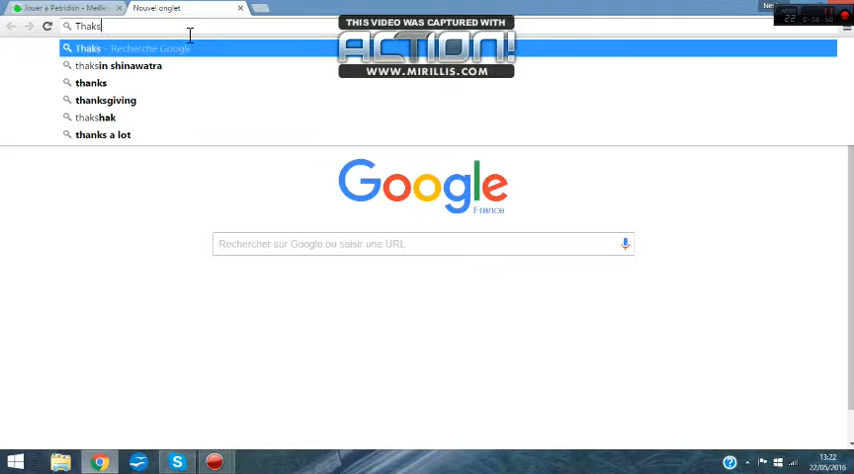 Jouer à Petridish - Meille
Nouvel onglet
THIS VIDEO WAS CAPTURED WITH
ACTION!
WWW.MIRILLIS.COM
22
Thaks
Thaks - Recherche Google
thaksin shinawatra
thanks
thanksgiving
thakshak
thanks a lot
Google
France
Rechercher sur Google ou saisir une URL
13:22
22/05/2016